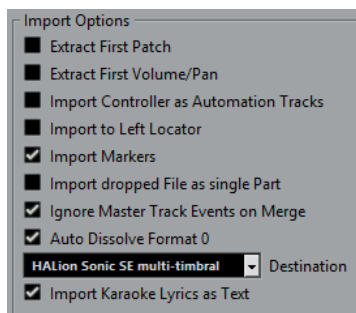 Import Options
Extract First Patch
Extract First Volume/Pan
Import Controller as Automation Tracks
Import to Left Locator
Import Markers
Import dropped File as single Part
Ignore Master Track Events on Merge
Auto Dissolve Format 0
HALion Sonic SE multi-timbral Destination
Import Karaoke Lyrics as Text